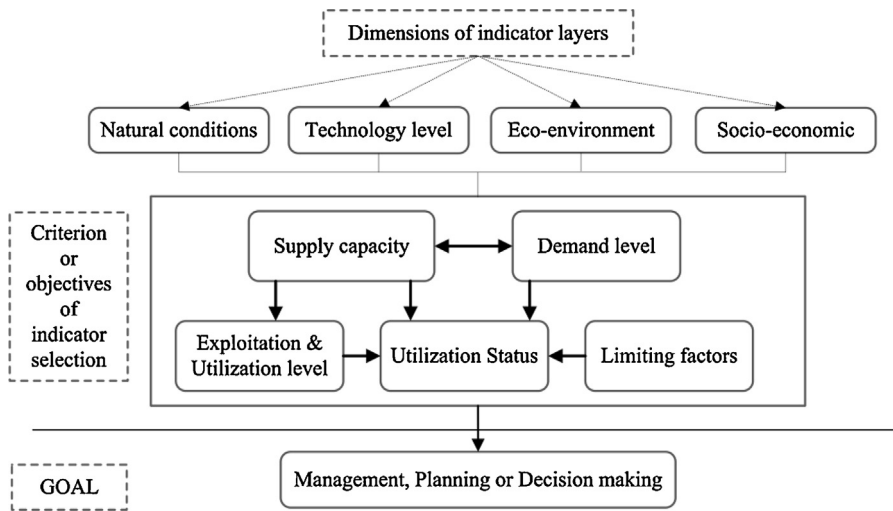 Dimensions of indicator layers
Natural conditions
Technology level
Eco-environment
Socio-economic
Criterion
or
objectives
of
indicator
selection
Supply capacity
Demand level
Exploitation &
Utilization level
Utilization Status
Limiting factors
GOAL
Management, Planning or Decision making